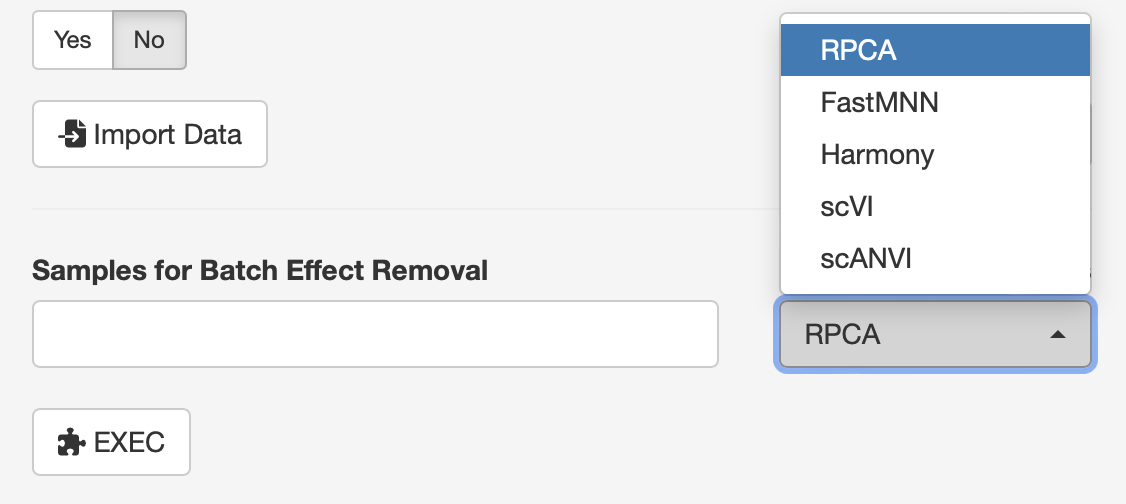 Yes No
Import Data
RPCA
FastMNN
Harmony
scVI
scANVI
Samples for Batch Effect Removal
RPCA
EXEC